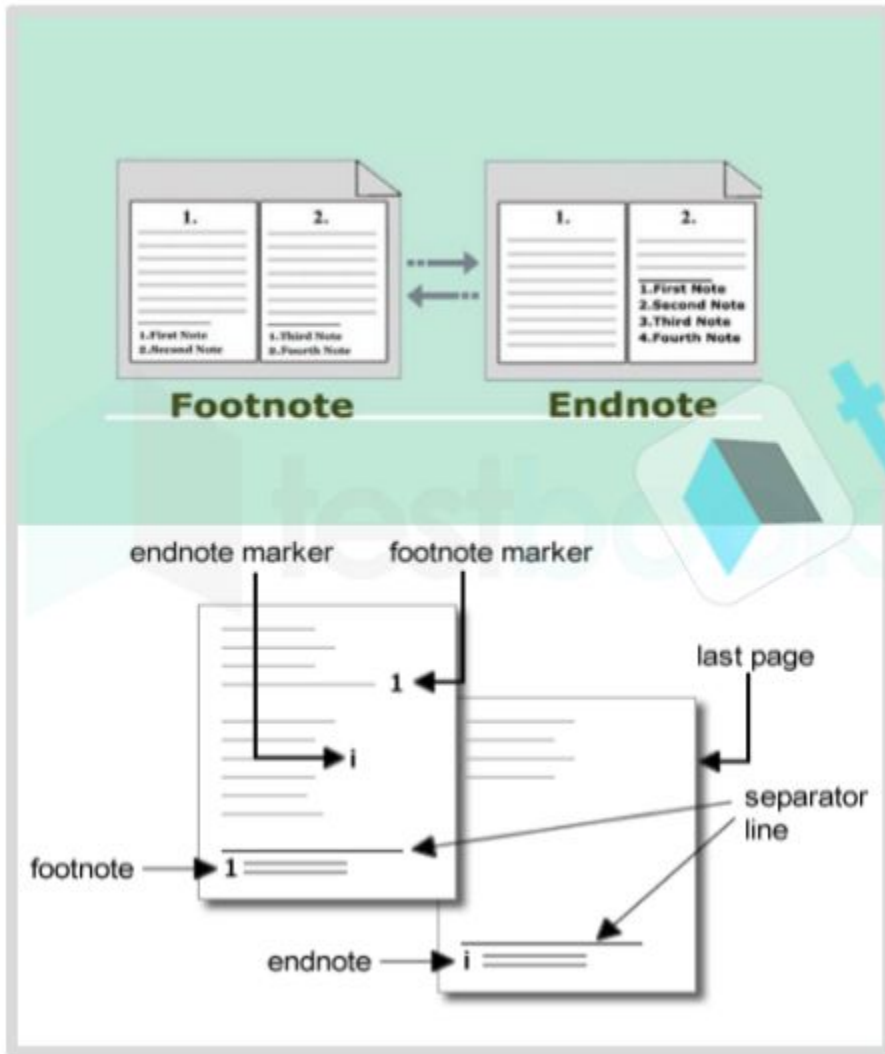 1. 2. 1. 2.
1.First Note 1.Third Note 1.First Note
2.Second Note 2.Fourth Note 2.Second Note
3.Third Note
4.Fourth Note
Footnote Endnote
testbook
endnote marker footnote marker
last page
1
i
separator
line
footnote 1
endnote i